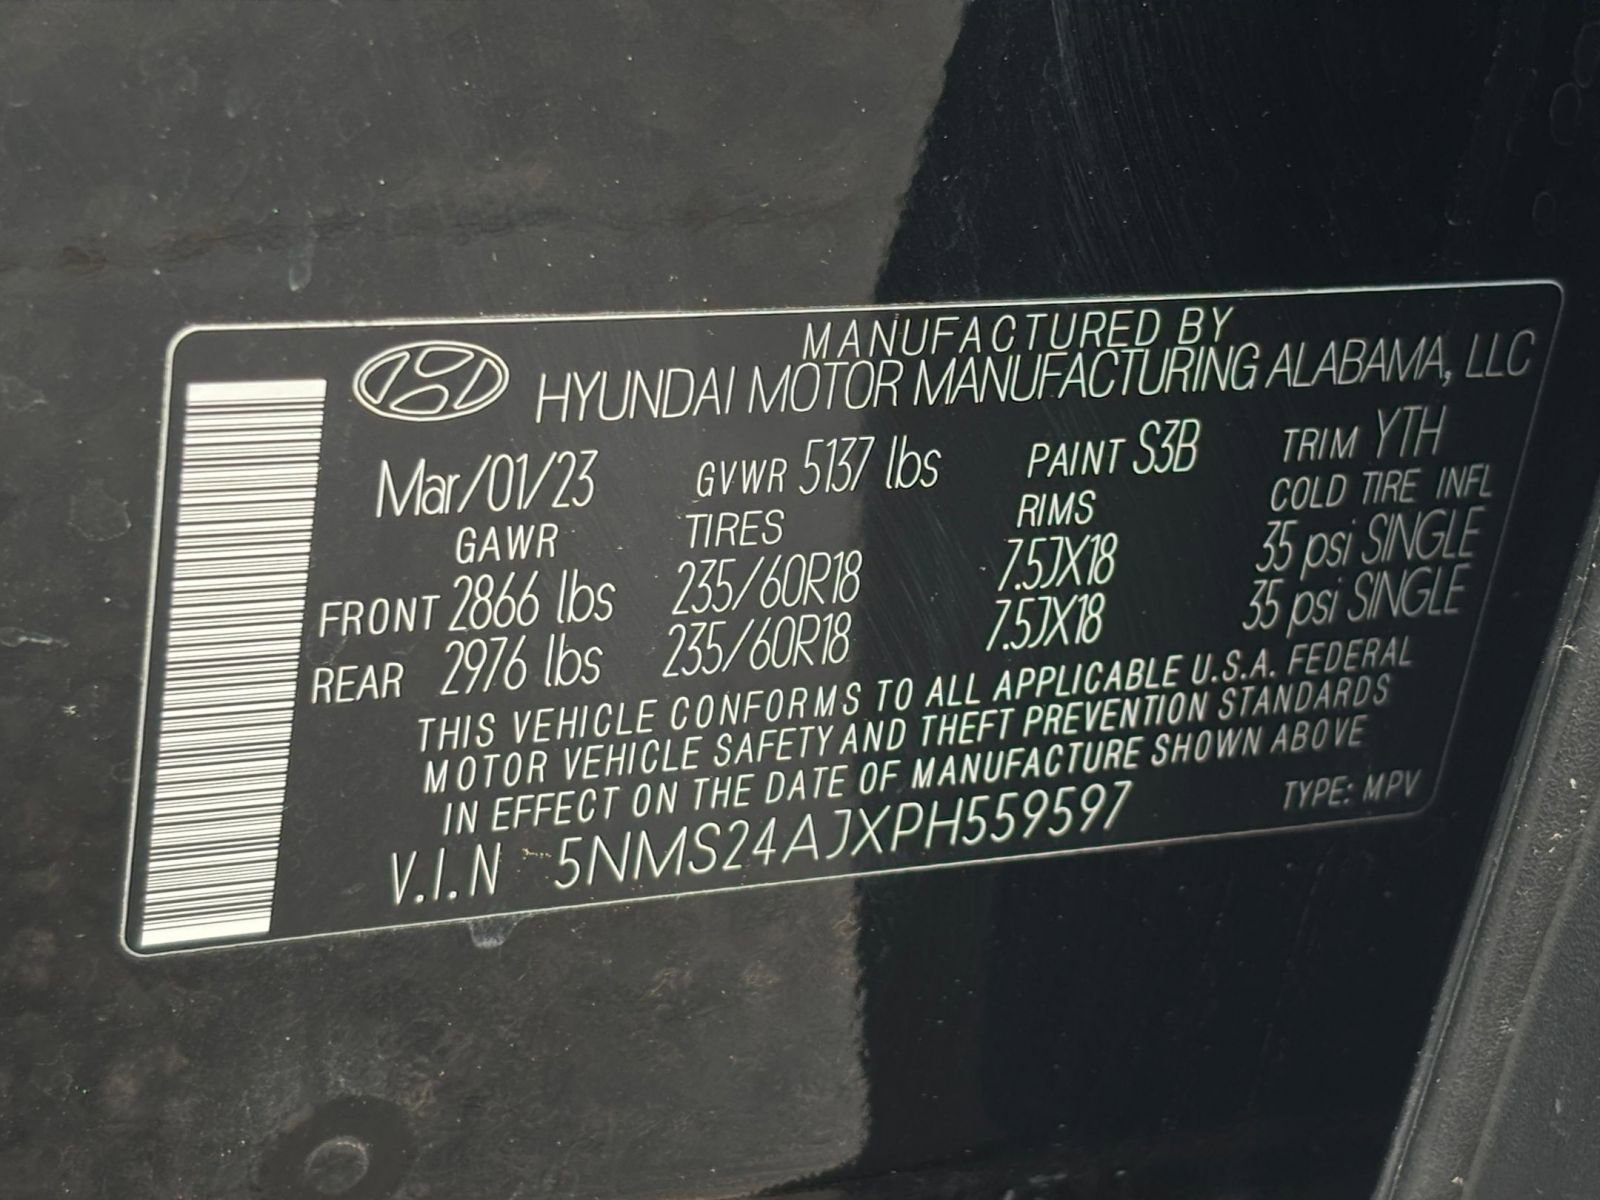 MANUFACTURED BY
HYUNDAI MOTOR MANUFACTURING ALABAMA, LLC
Mar/01/23 GVWR 5137 lbs PAINT S3B TRIM YTH
GAWR TIRES RIMS COLD TIRE INFL
FRONT 2866 lbs 235/60R18 7.5JX18 35 psi SINGLE
REAR 2976 lbs 235/60R18 7.5JX18 35 psi SINGLE
THIS VEHICLE CONFORMS TO ALL APPLICABLE U.S.A. FEDERAL
MOTOR VEHICLE SAFETY AND THEFT PREVENTION STANDARDS
IN EFFECT ON THE DATE OF MANUFACTURE SHOWN ABOVE
V.I.N 5NMS24AJXPH559597 TYPE: MPV